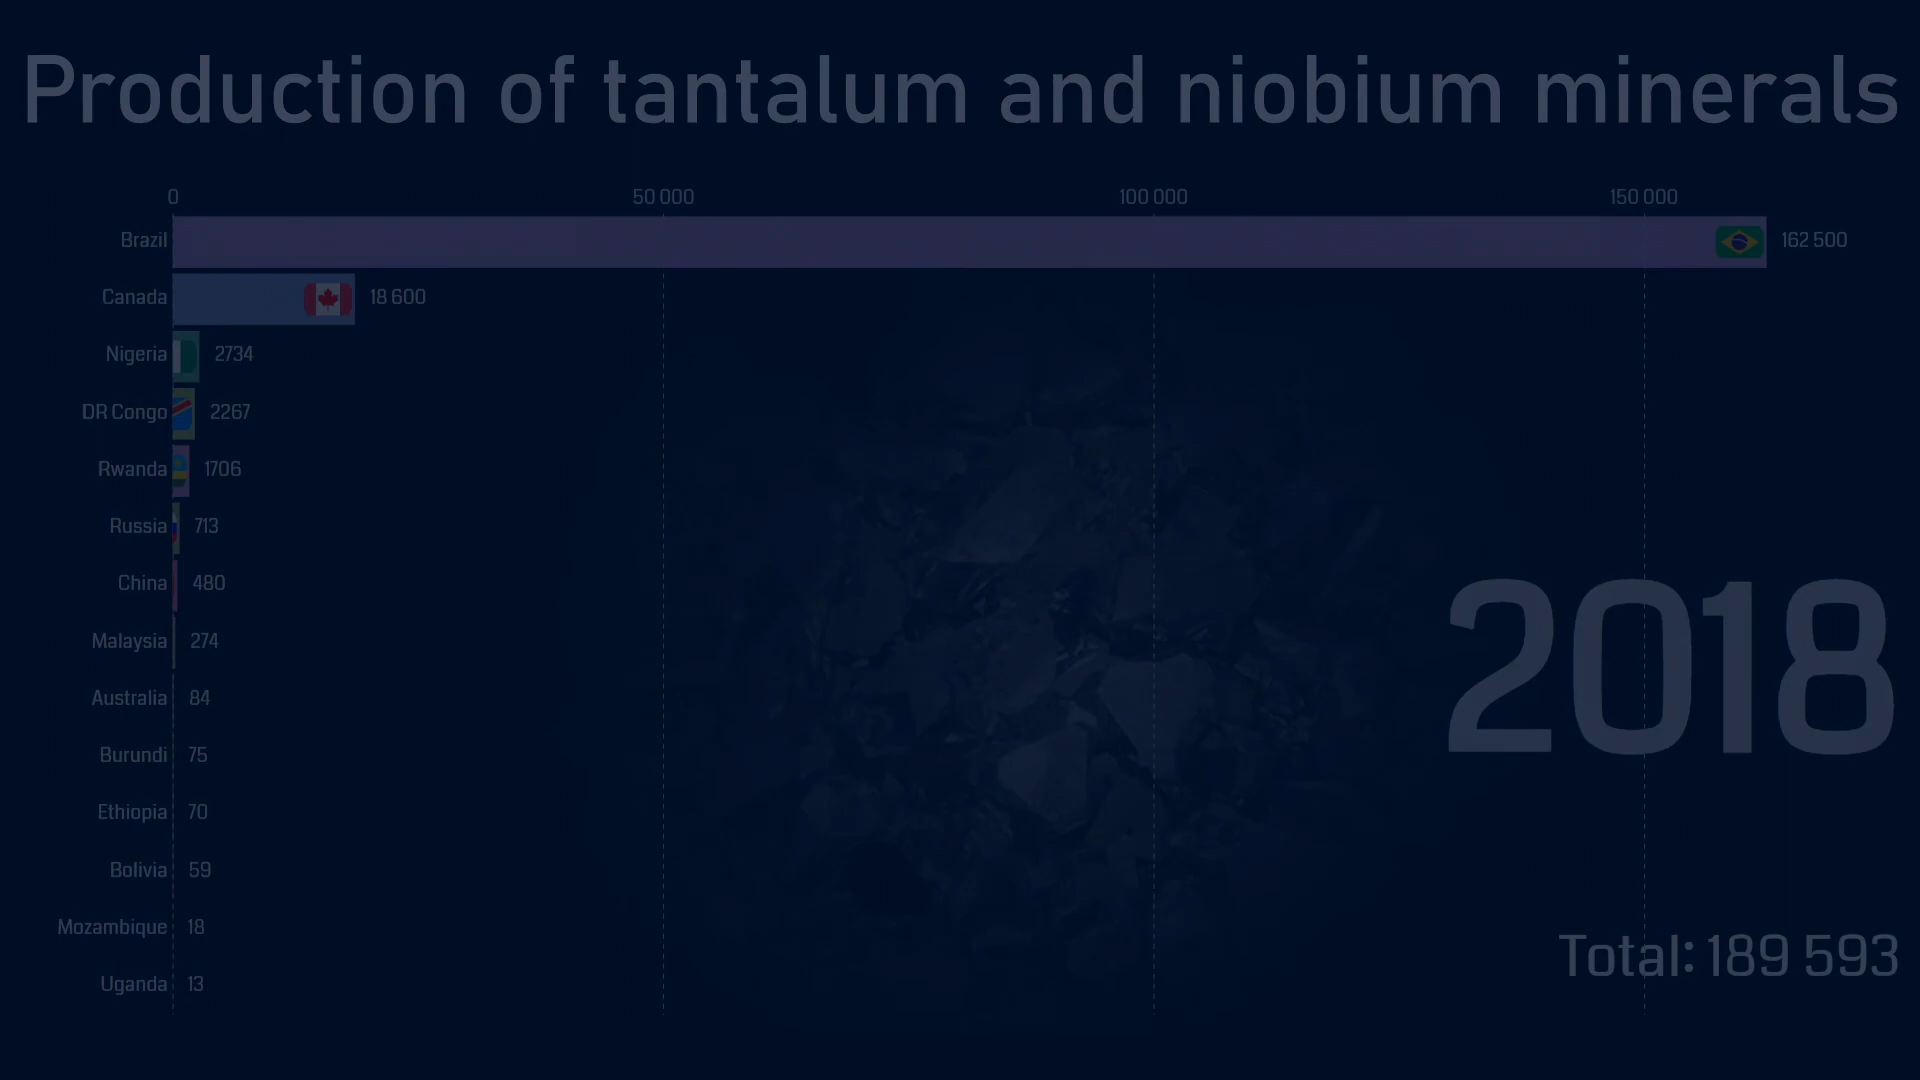 Production of tantalum and niobium minerals
0 50 000 100 000 150 000
Brazil 162 500
Canada 18 600
Nigeria 2734
DR Congo 2267
Rwanda 1706
Russia 713
China 480
Malaysia 274
Australia 84
Burundi 75
Ethiopia 70
Bolivia 59
Mozambique 18
Uganda 13
2018
Total: 189 593